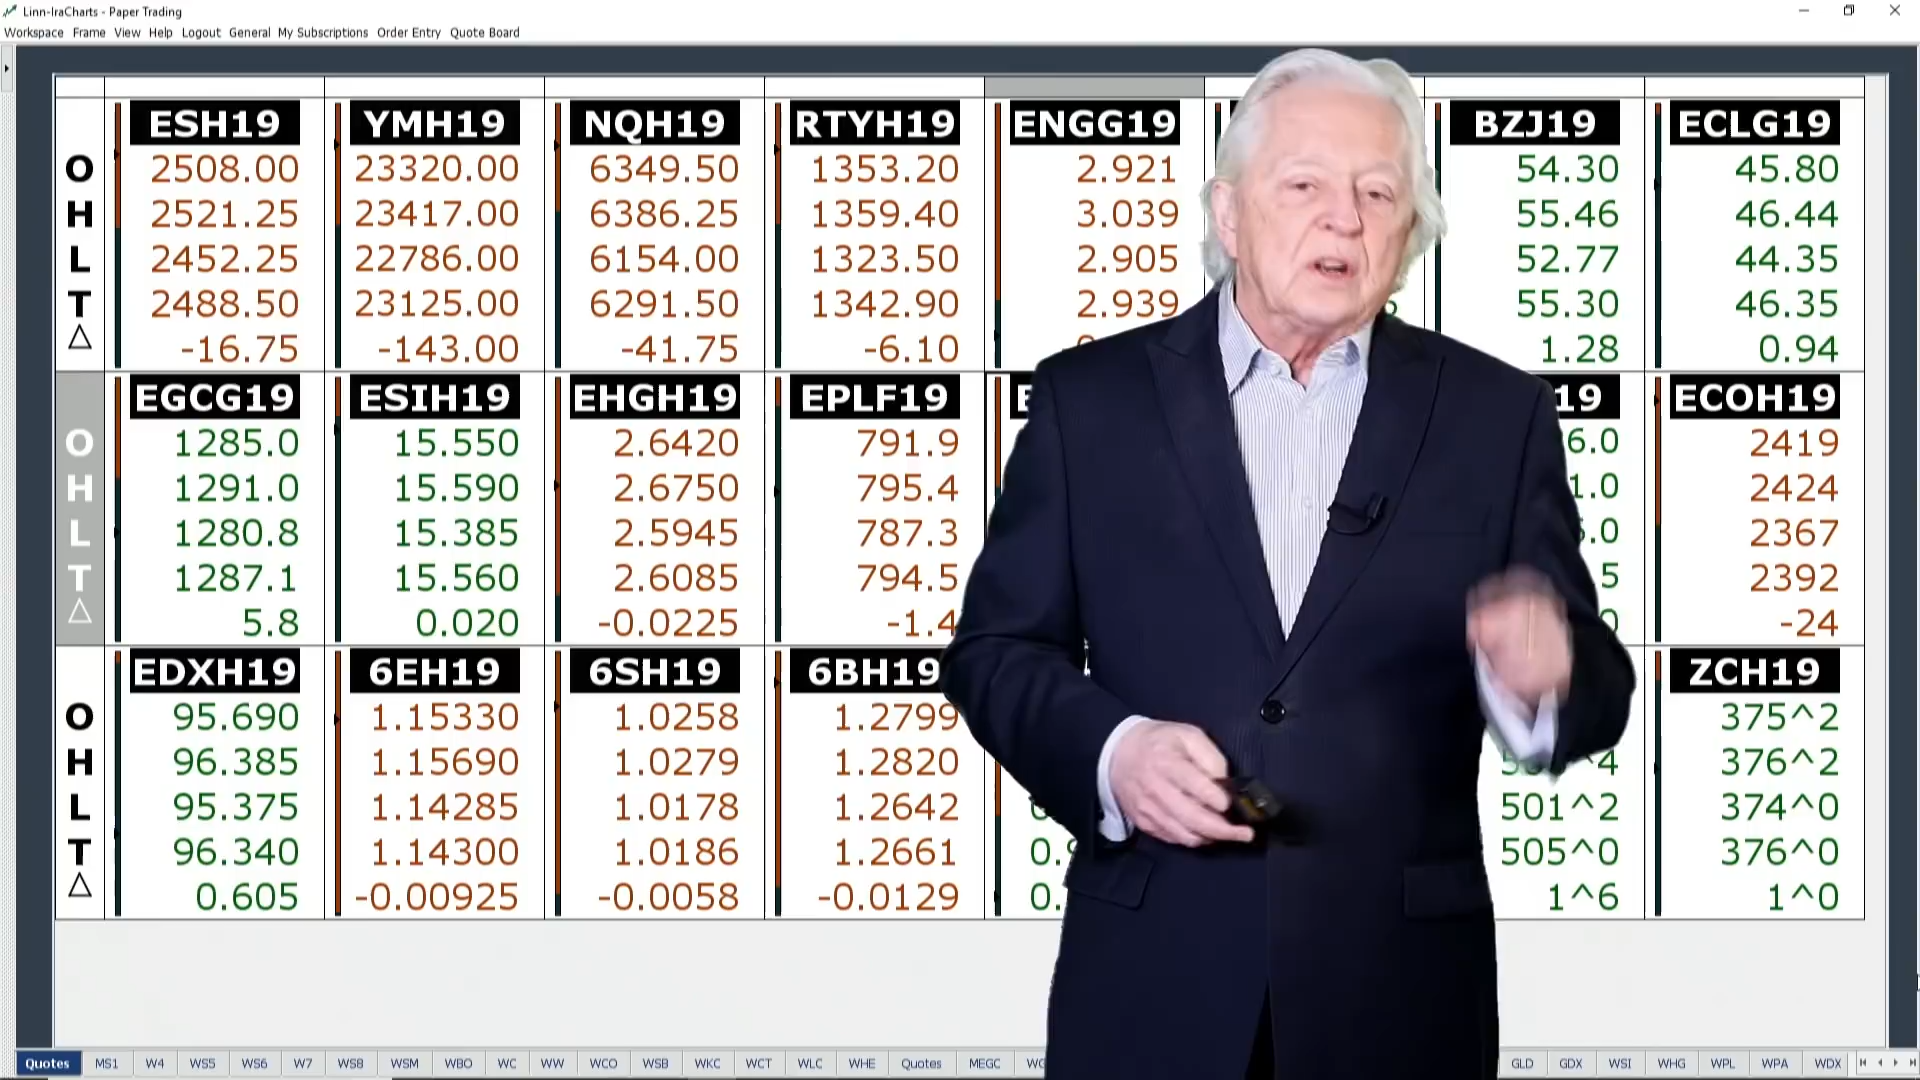 Linn-IraCharts - Paper Trading
Workspace Frame View Help Logout General My Subscriptions Order Entry Quote Board
ESH19 YMH19 NQH19 RTYH19 ENGG19 BZJ19 ECLG19
O 2508.00 23320.00 6349.50 1353.20 2.921 54.30 45.80
H 2521.25 23417.00 6386.25 1359.40 3.039 55.46 46.44
L 2452.25 22786.00 6154.00 1323.50 2.905 52.77 44.35
T 2488.50 23125.00 6291.50 1342.90 2.939 55.30 46.35
△ -16.75 -143.00 -41.75 -6.10 1.28 0.94
EGCG19 ESIH19 EHGH19 EPLF19 19 ECOH19
O 1285.0 15.550 2.6420 791.9 6.0 2419
H 1291.0 15.590 2.6750 795.4 1.0 2424
L 1280.8 15.385 2.5945 787.3 .0 2367
T 1287.1 15.560 2.6085 794.5 5 2392
△ 5.8 0.020 -0.0225 -1.4 -24
EDXH19 6EH19 6SH19 6BH19 ZCH19
O 95.690 1.15330 1.0258 1.2799 375^2
H 96.385 1.15690 1.0279 1.2820 376^2
L 95.375 1.14285 1.0178 1.2642 501^2 374^0
T 96.340 1.14300 1.0186 1.2661 505^0 376^0
△ 0.605 -0.00925 -0.0058 -0.0129 1^6 1^0
Quotes MS1 W4 WS5 WS6 W7 WS8 WSM WBO WC WW WCO WSB WKC WCT WLC WHE Quotes MEGC GLD GDX WSI WHG WPL WPA WDX